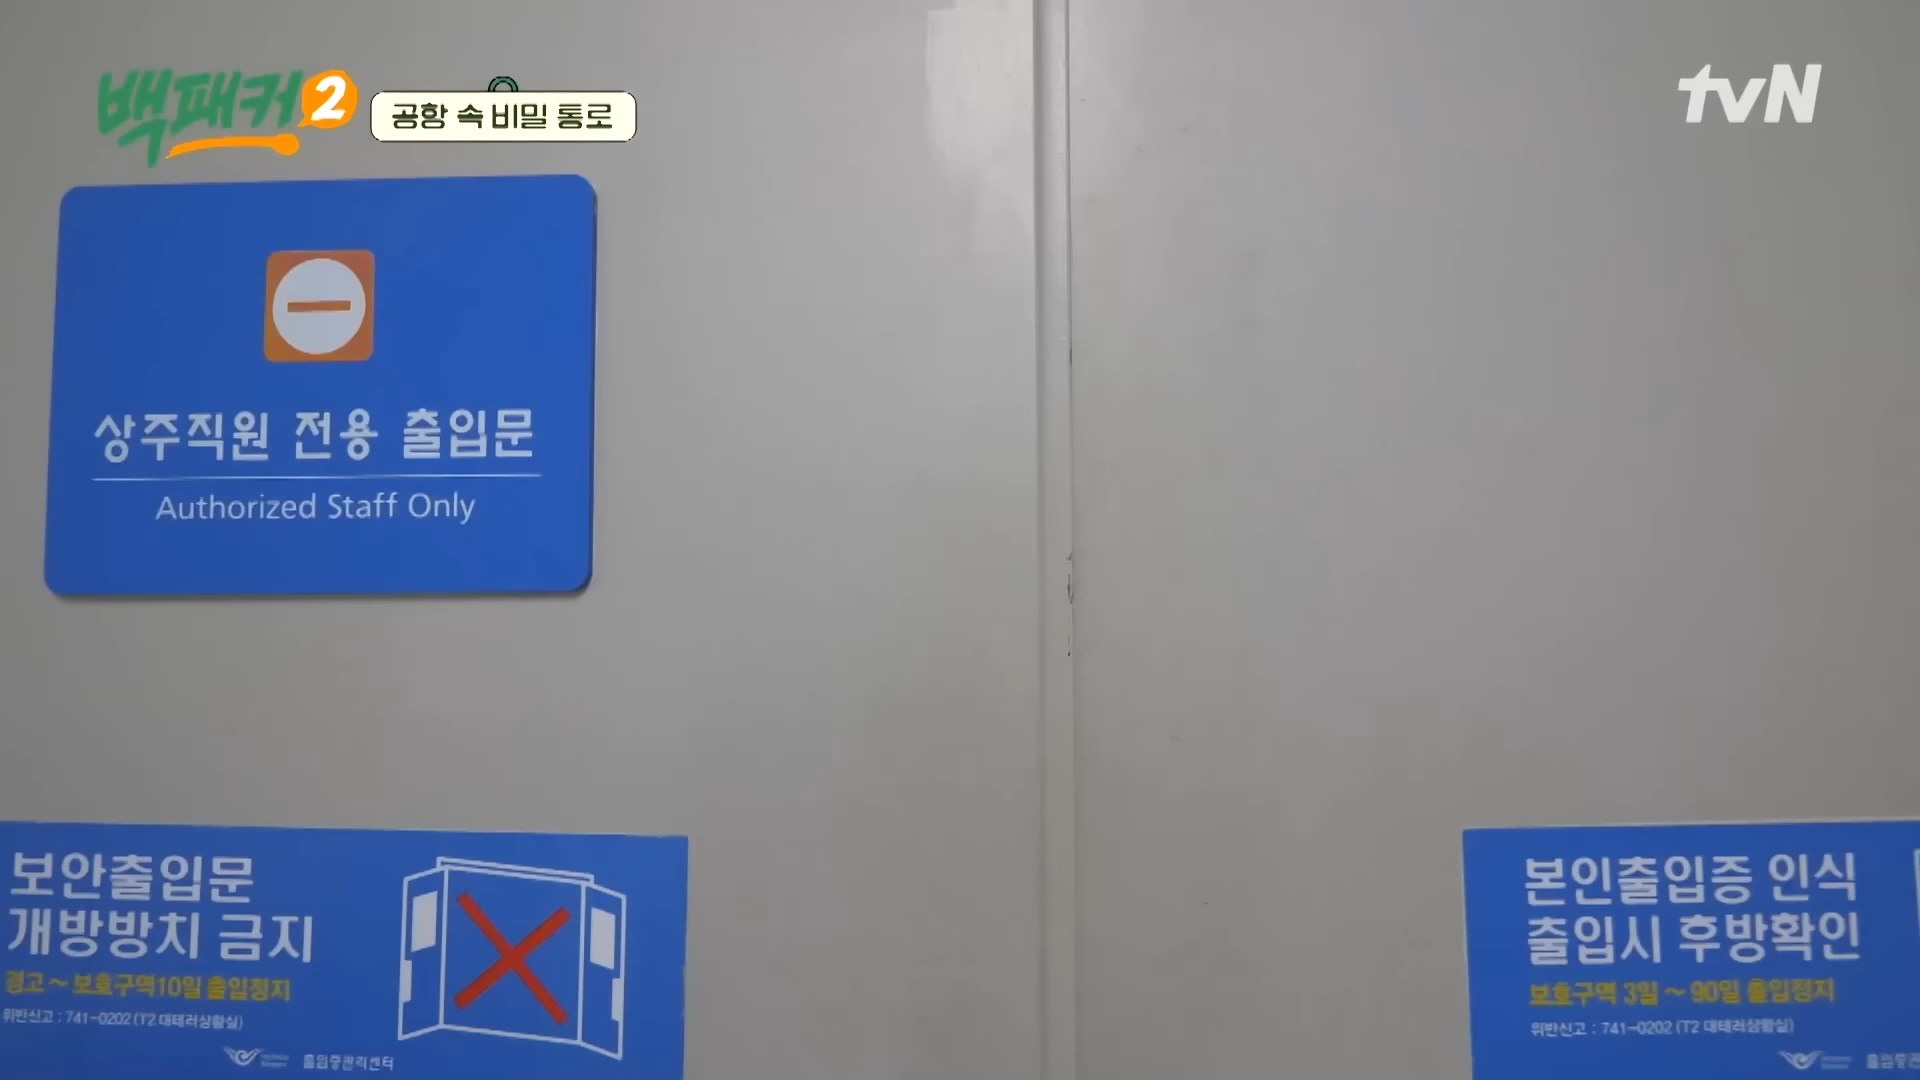 백패커2
공항 속 비밀 통로
tvN
상주직원 전용 출입문
Authorized Staff Only
보안출입문
개방방치 금지
경고 ~ 보호구역10일 출입정지
위반신고 : 741-0202 (T2 대테러상황실)
출입증관리센터
본인출입증 인식
출입시 후방확인
보호구역 3일 ~ 90일 출입정지
위반신고 : 741-0202 (T2 대테러상황실)
출입증관